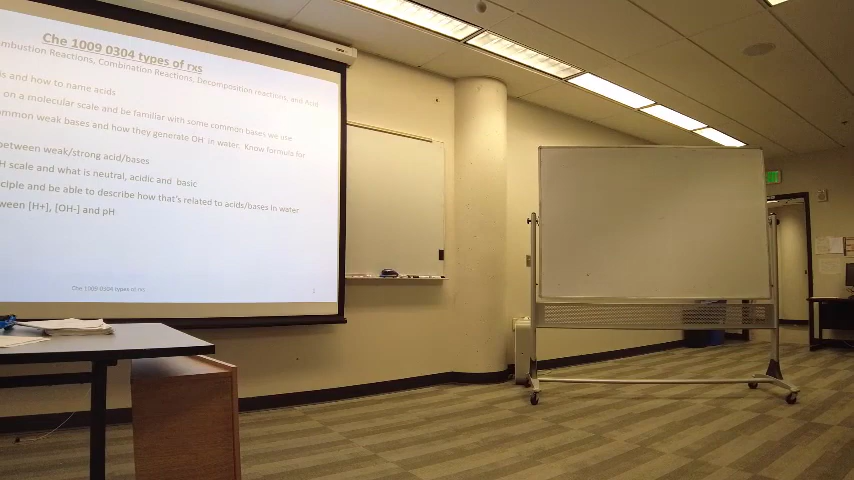 Che 1009 0304 types of rxs
mbustion Reactions, Combination Reactions, Decomposition reactions, and Acid
s and how to name acids
on a molecular scale and be familiar with some common bases we use
ommon weak bases and how they generate OH⁻ in water. Know formula for
between weak/strong acid/bases
H scale and what is neutral, acidic and basic
ciple and be able to describe how that's related to acids/bases in water
ween [H+], [OH-] and pH
Che 1009 0304 types of rxs
1